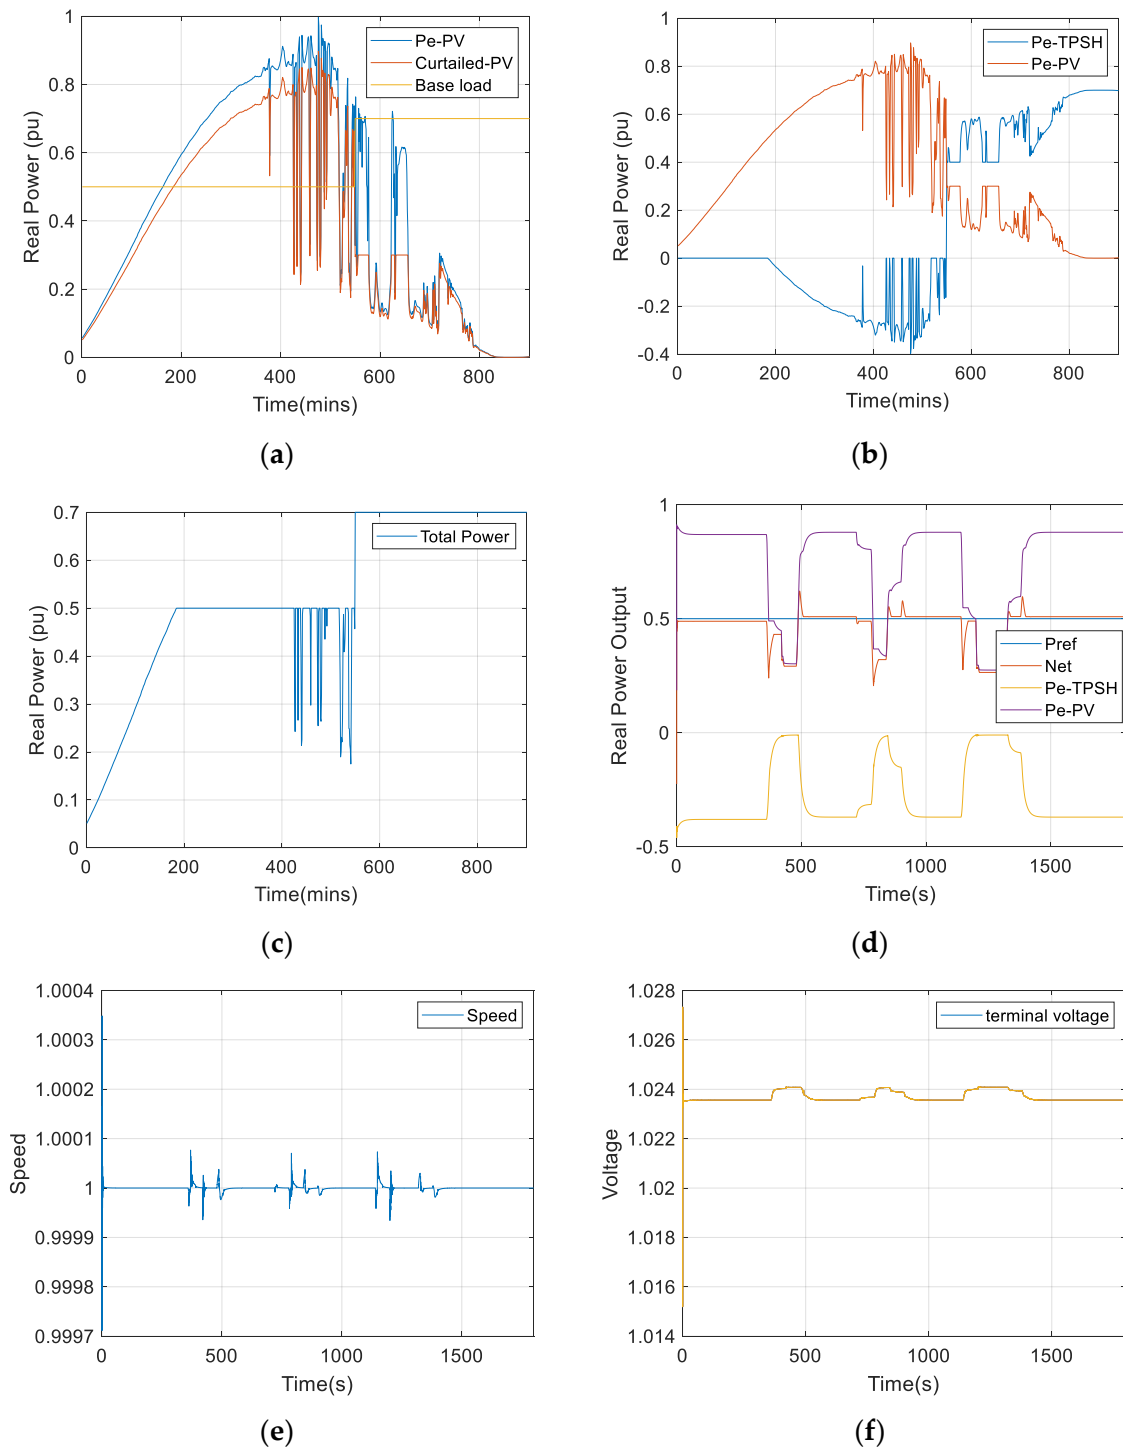 1
0.8
0.6
0.4
0.2
0
Real Power (pu)
Pe-PV
Curtailed-PV
Base load
0 200 400 600 800
Time(mins)
(a)
1
0.8
0.6
0.4
0.2
0
-0.2
-0.4
Real Power (pu)
Pe-TPSH
Pe-PV
0 200 400 600 800
Time(mins)
(b)
0.7
0.6
0.5
0.4
0.3
0.2
0.1
0
Real Power (pu)
Total Power
0 200 400 600 800
Time(mins)
(c)
1
0.5
0
-0.5
Real Power Output
Pref
Net
Pe-TPSH
Pe-PV
0 500 1000 1500
Time(s)
(d)
1.0004
1.0003
1.0002
1.0001
1
0.9999
0.9998
0.9997
Speed
Speed
0 500 1000 1500
Time(s)
(e)
1.028
1.026
1.024
1.022
1.02
1.018
1.016
1.014
Voltage
terminal voltage
0 500 1000 1500
Time(s)
(f)